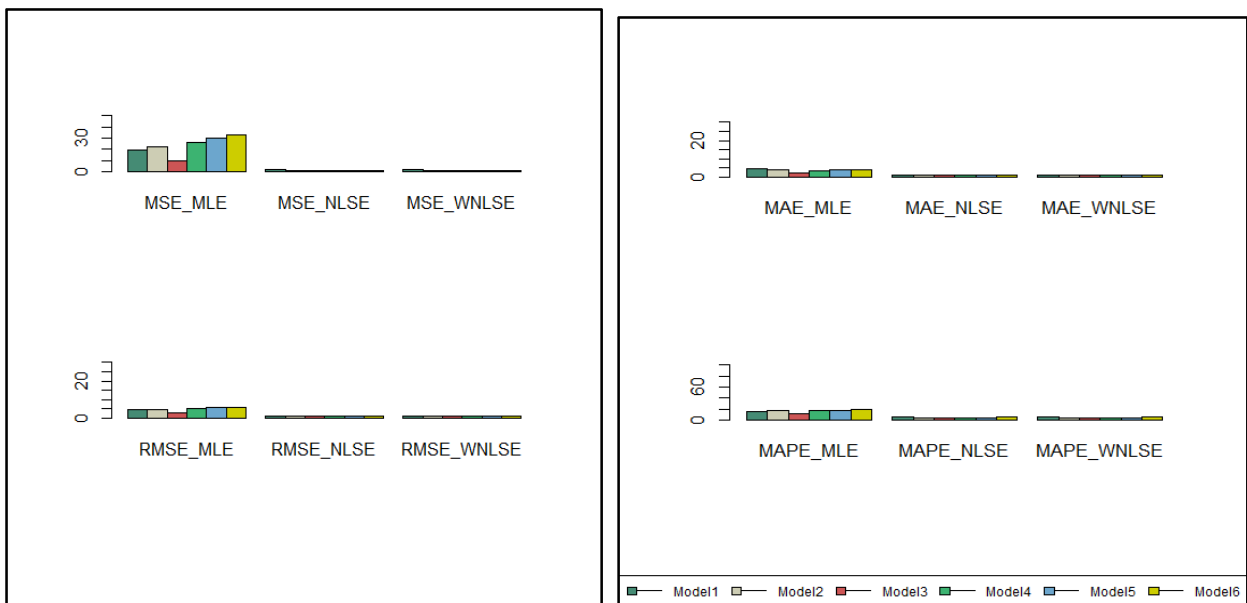 30
0
MSE_MLE MSE_NLSE MSE_WNLSE
20
0
RMSE_MLE RMSE_NLSE RMSE_WNLSE
20
0
MAE_MLE MAE_NLSE MAE_WNLSE
60
0
MAPE_MLE MAPE_NLSE MAPE_WNLSE
Model1 Model2 Model3 Model4 Model5 Model6